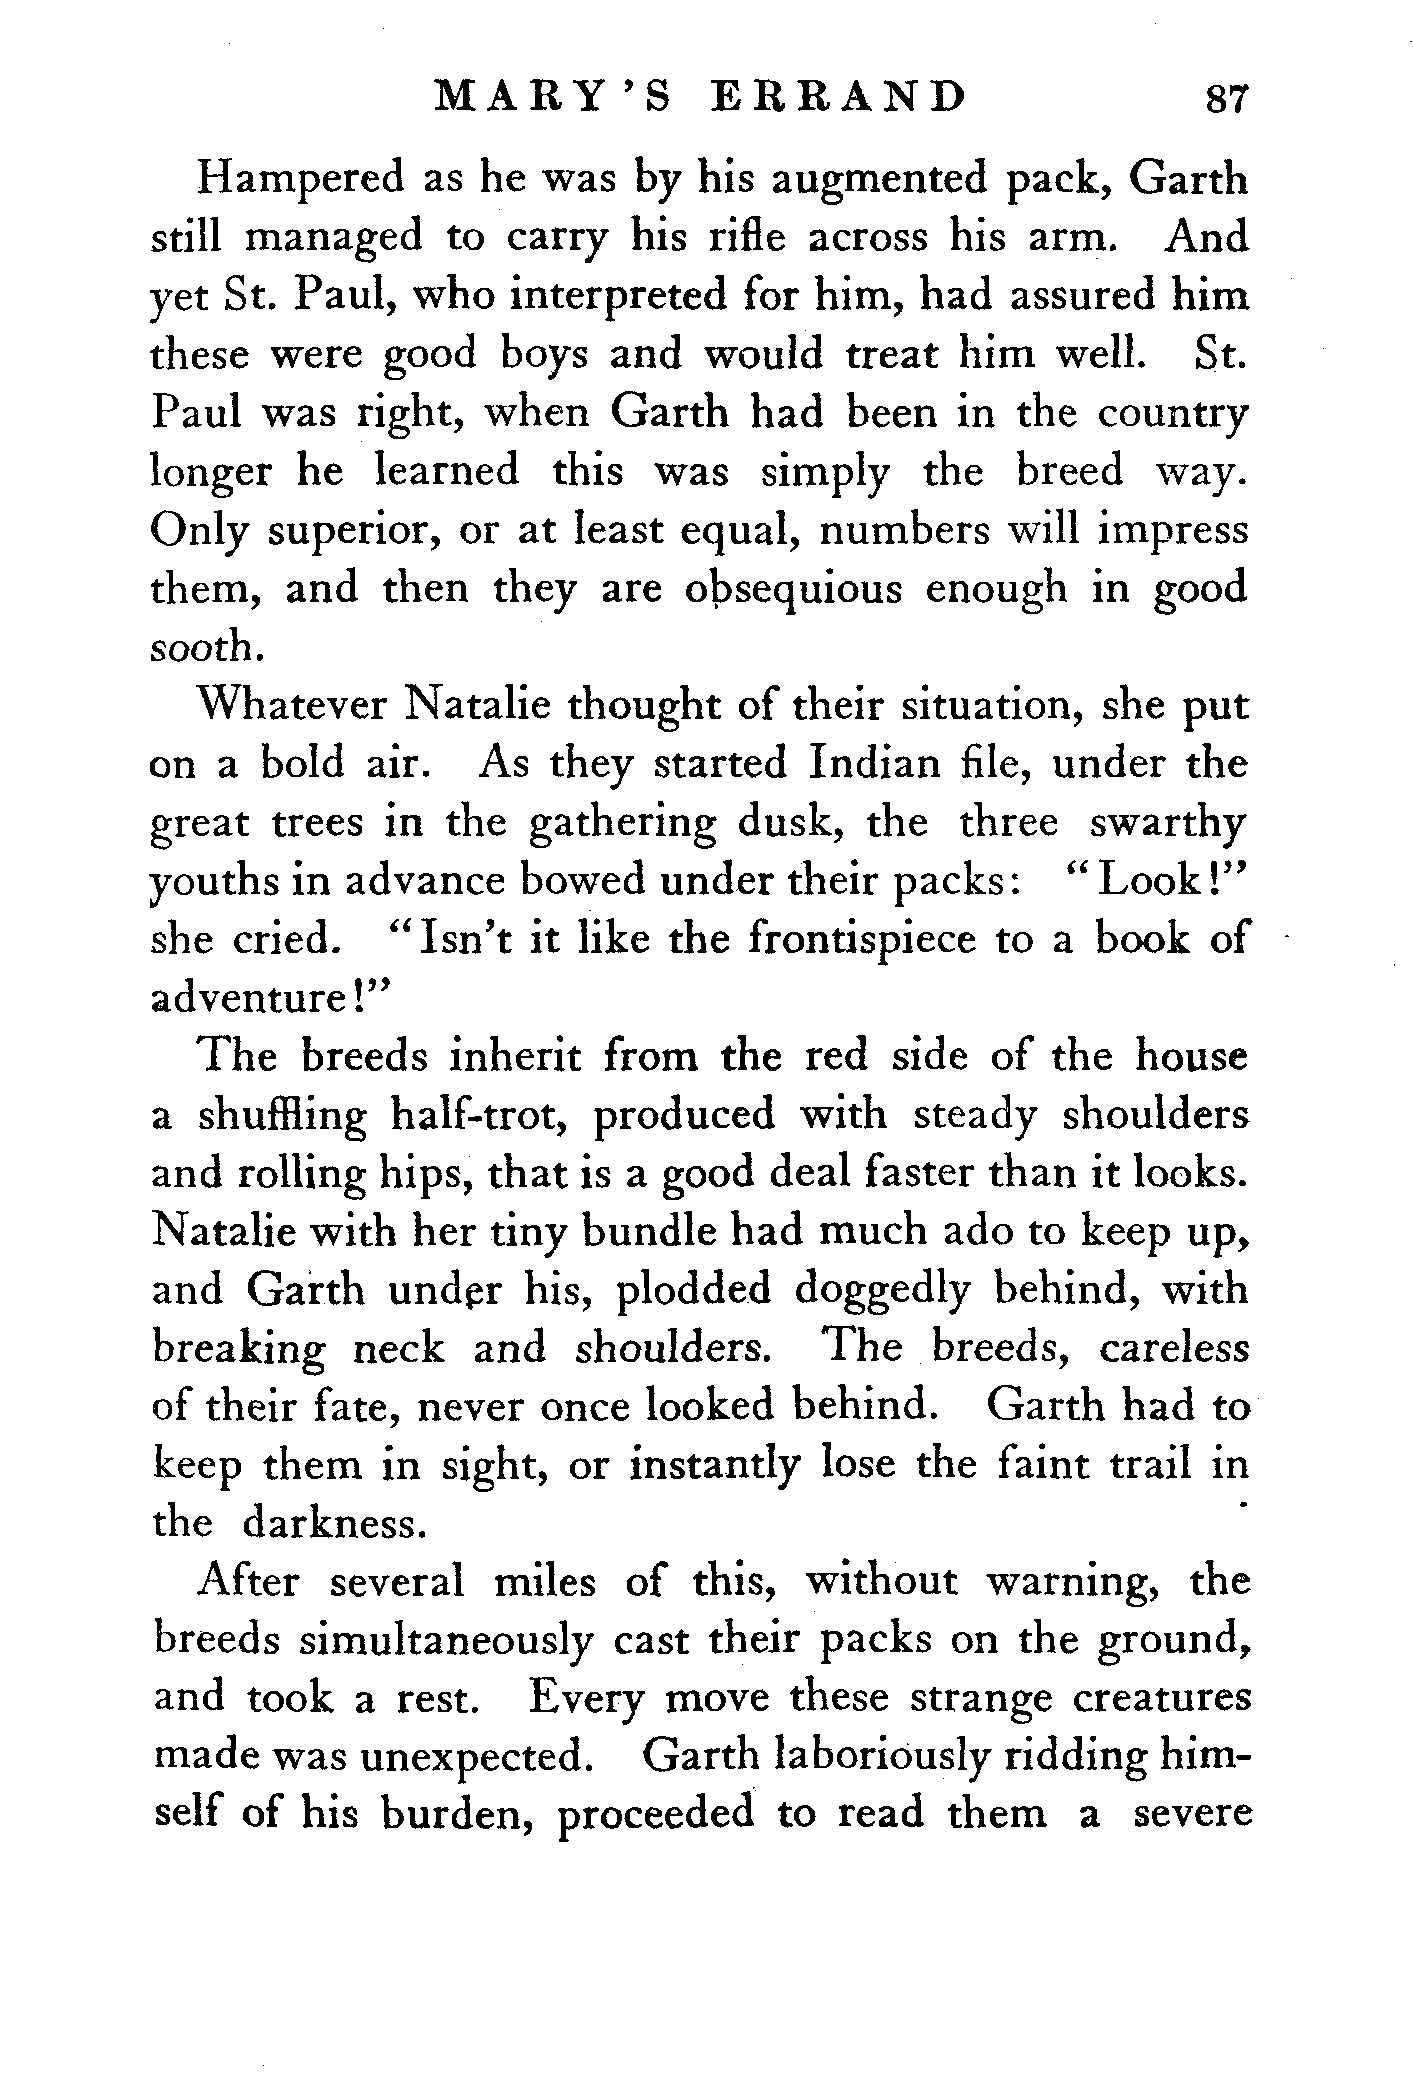 MARY'S ERRAND 87
Hampered as he was by his augmented pack, Garth
still managed to carry his rifle across his arm. And
yet St. Paul, who interpreted for him, had assured him
these were good boys and would treat him well. St.
Paul was right, when Garth had been in the country
longer he learned this was simply the breed way.
Only superior, or at least equal, numbers will impress
them, and then they are obsequious enough in good
sooth.
Whatever Natalie thought of their situation, she put
on a bold air. As they started Indian file, under the
great trees in the gathering dusk, the three swarthy
youths in advance bowed under their packs: "Look!"
she cried. "Isn't it like the frontispiece to a book of
adventure!"
The breeds inherit from the red side of the house
a shuffling half-trot, produced with steady shoulders
and rolling hips, that is a good deal faster than it looks.
Natalie with her tiny bundle had much ado to keep up,
and Garth under his, plodded doggedly behind, with
breaking neck and shoulders. The breeds, careless
of their fate, never once looked behind. Garth had to
keep them in sight, or instantly lose the faint trail in
the darkness.
After several miles of this, without warning, the
breeds simultaneously cast their packs on the ground,
and took a rest. Every move these strange creatures
made was unexpected. Garth laboriously ridding him-
self of his burden, proceeded to read them a severe